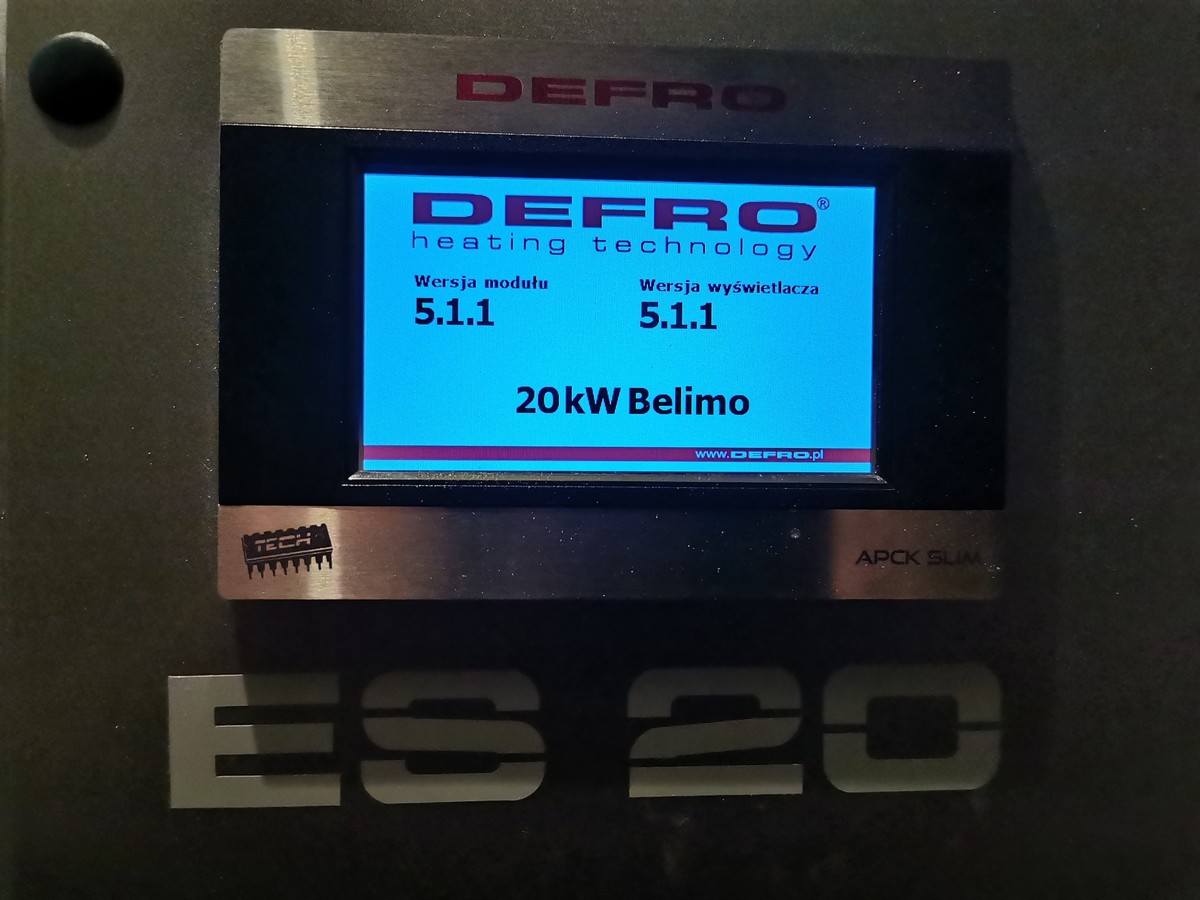 DEFRO
DEFRO®
heating technology
Wersja modułu Wersja wyświetlacza
5.1.1 5.1.1
20 kW Belimo
www.DEFRO.pl
TECH APCK SLIM
ES 20